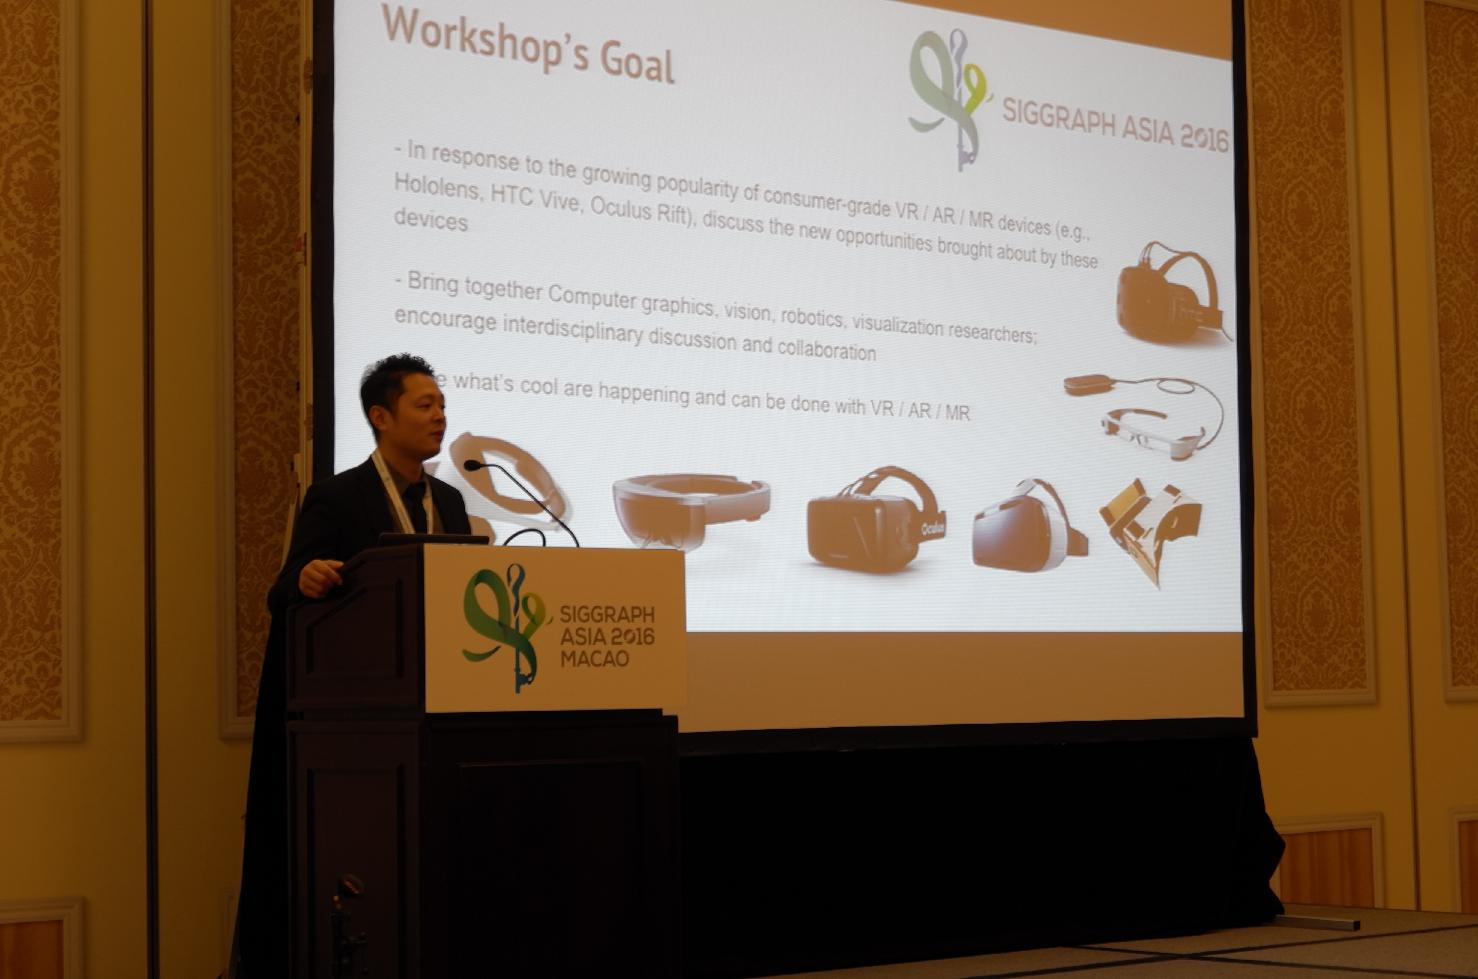 Workshop's Goal
SIGGRAPH ASIA 2016
- In response to the growing popularity of consumer-grade VR / AR / MR devices (e.g.,
Hololens, HTC Vive, Oculus Rift), discuss the new opportunities brought about by these
devices
- Bring together Computer graphics, vision, robotics, visualization researchers;
encourage interdisciplinary discussion and collaboration
what's cool are happening and can be done with VR / AR / MR
hTC
Oculus
SIGGRAPH
ASIA 2016
MACAO